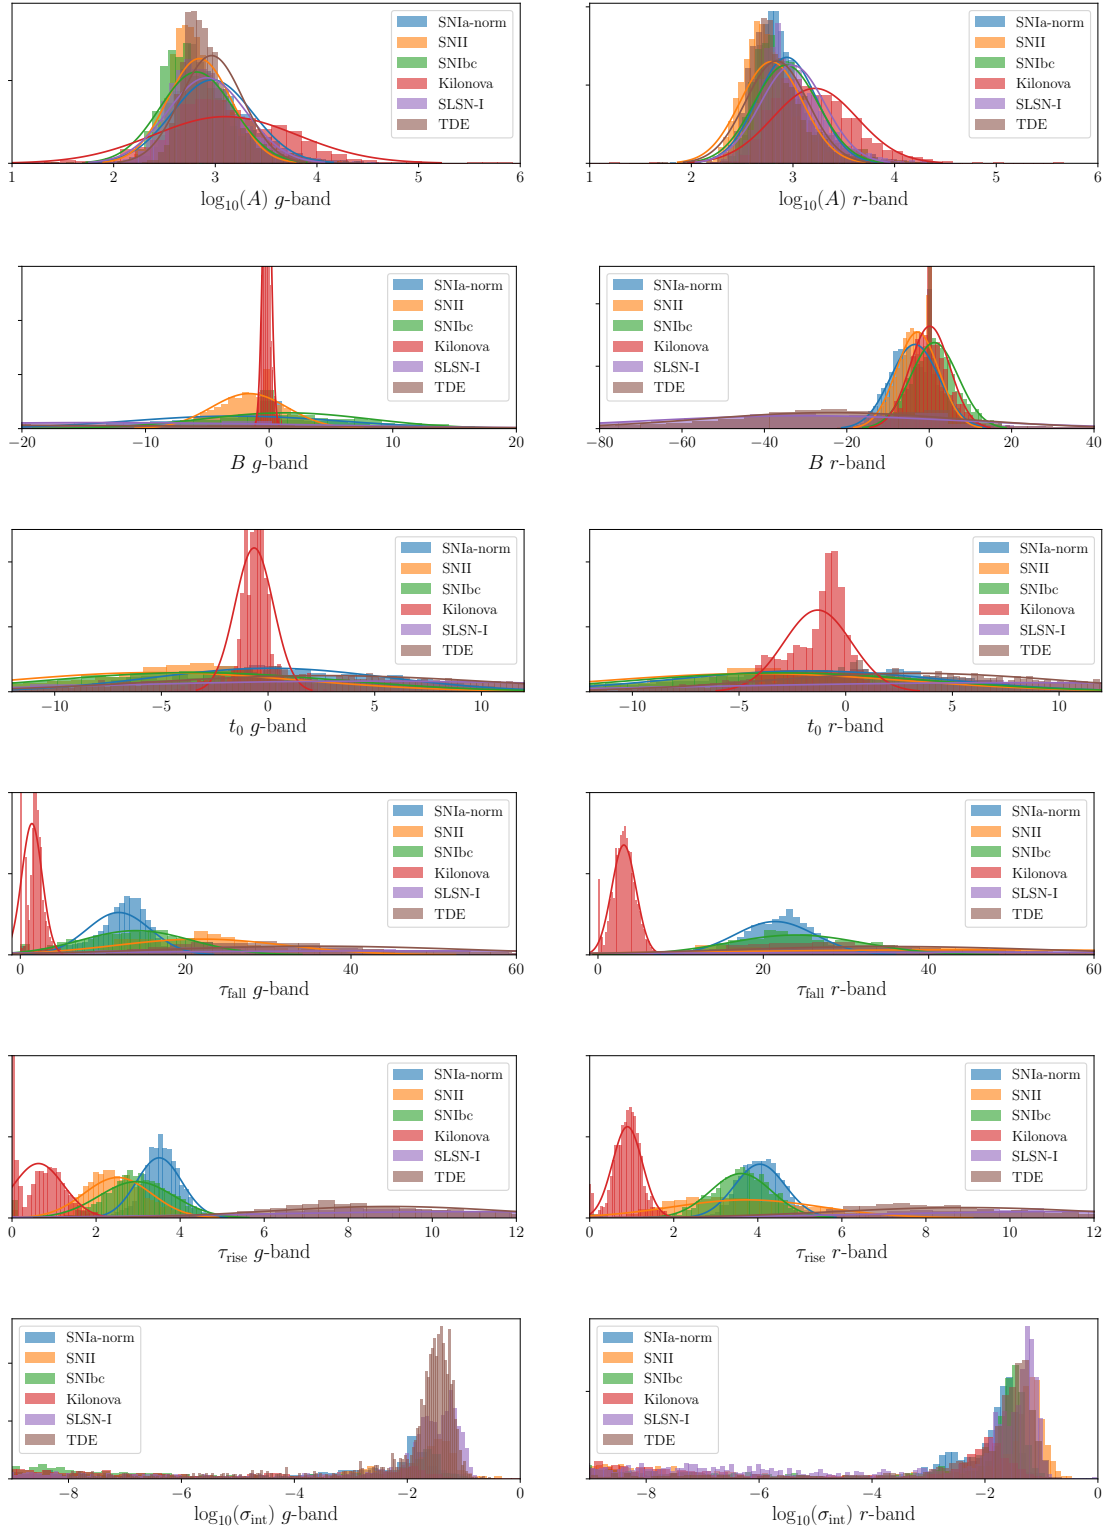 SNIa-norm
SNII
SNIbc
Kilonova
SLSN-I
TDE
1 2 3 4 5 6
log₁₀(A) g-band
SNIa-norm
SNII
SNIbc
Kilonova
SLSN-I
TDE
1 2 3 4 5 6
log₁₀(A) r-band
SNIa-norm
SNII
SNIbc
Kilonova
SLSN-I
TDE
−20 −10 0 10 20
B g-band
SNIa-norm
SNII
SNIbc
Kilonova
SLSN-I
TDE
−80 −60 −40 −20 0 20 40
B r-band
SNIa-norm
SNII
SNIbc
Kilonova
SLSN-I
TDE
−10 −5 0 5 10
t₀ g-band
SNIa-norm
SNII
SNIbc
Kilonova
SLSN-I
TDE
−10 −5 0 5 10
t₀ r-band
SNIa-norm
SNII
SNIbc
Kilonova
SLSN-I
TDE
0 20 40 60
τ_fall g-band
SNIa-norm
SNII
SNIbc
Kilonova
SLSN-I
TDE
0 20 40 60
τ_fall r-band
SNIa-norm
SNII
SNIbc
Kilonova
SLSN-I
TDE
0 2 4 6 8 10 12
τ_rise g-band
SNIa-norm
SNII
SNIbc
Kilonova
SLSN-I
TDE
0 2 4 6 8 10 12
τ_rise r-band
SNIa-norm
SNII
SNIbc
Kilonova
SLSN-I
TDE
−8 −6 −4 −2 0
log₁₀(σ_int) g-band
SNIa-norm
SNII
SNIbc
Kilonova
SLSN-I
TDE
−8 −6 −4 −2 0
log₁₀(σ_int) r-band